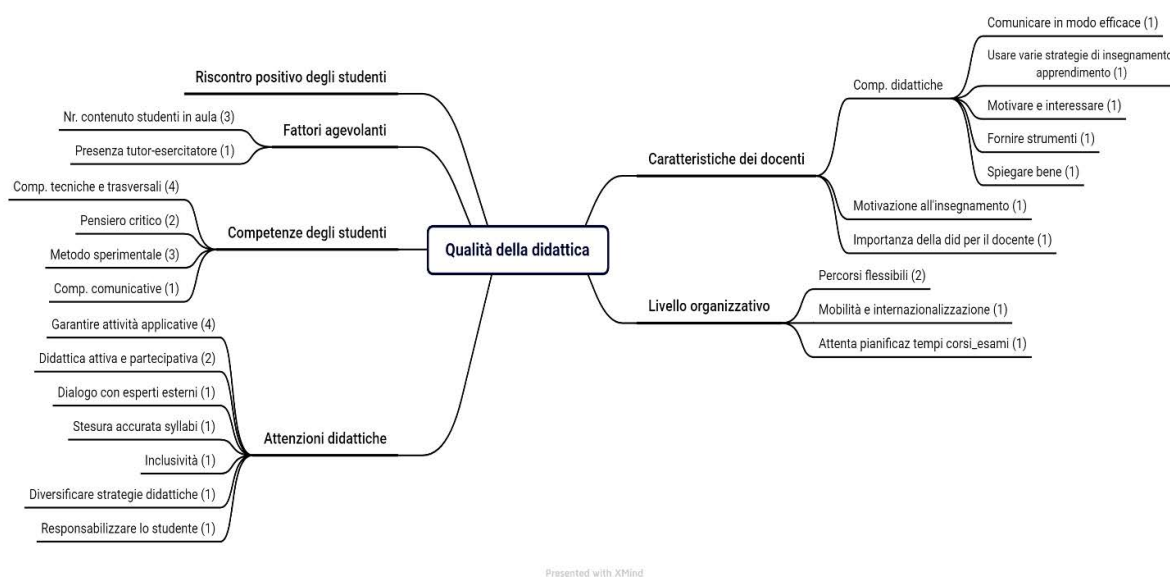 Qualità della didattica
Riscontro positivo degli studenti
Fattori agevolanti
Nr. contenuto studenti in aula (3)
Presenza tutor-esercitatore (1)
Competenze degli studenti
Comp. tecniche e trasversali (4)
Pensiero critico (2)
Metodo sperimentale (3)
Comp. comunicative (1)
Attenzioni didattiche
Garantire attività applicative (4)
Didattica attiva e partecipativa (2)
Dialogo con esperti esterni (1)
Stesura accurata syllabi (1)
Inclusività (1)
Diversificare strategie didattiche (1)
Responsabilizzare lo studente (1)
Caratteristiche dei docenti
Comp. didattiche
Comunicare in modo efficace (1)
Usare varie strategie di insegnamento
apprendimento (1)
Motivare e interessare (1)
Fornire strumenti (1)
Spiegare bene (1)
Motivazione all'insegnamento (1)
Importanza della did per il docente (1)
Livello organizzativo
Percorsi flessibili (2)
Mobilità e internazionalizzazione (1)
Attenta pianificaz tempi corsi_esami (1)
Presented with XMind